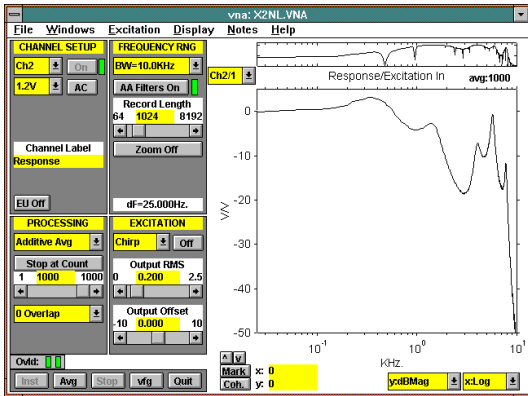 vna: X2NL.VNA
File Windows Excitation Display Notes Help
CHANNEL SETUP
Ch2 On
1.2V AC
Channel Label
Response
EU Off
FREQUENCY RNG
BW=10.0KHz
AA Filters On
Record Length
64 1024 8192
Zoom Off
dF=25.000Hz.
PROCESSING
Additive Avg
Stop at Count
1 1000 1000
0 Overlap
EXCITATION
Chirp Off
Output RMS
0 0.200 2.5
Output Offset
-10 0.000 10
Ovld:
Inst Avg Stop vfg Quit
Ch2/1
Response/Excitation In avg:1000
V/V
0
-10
-20
-30
-40
-50
10-1 100 101
KHz.
^ v
Mark x: 0
Coh. y: 0
y:dBMag x:Log